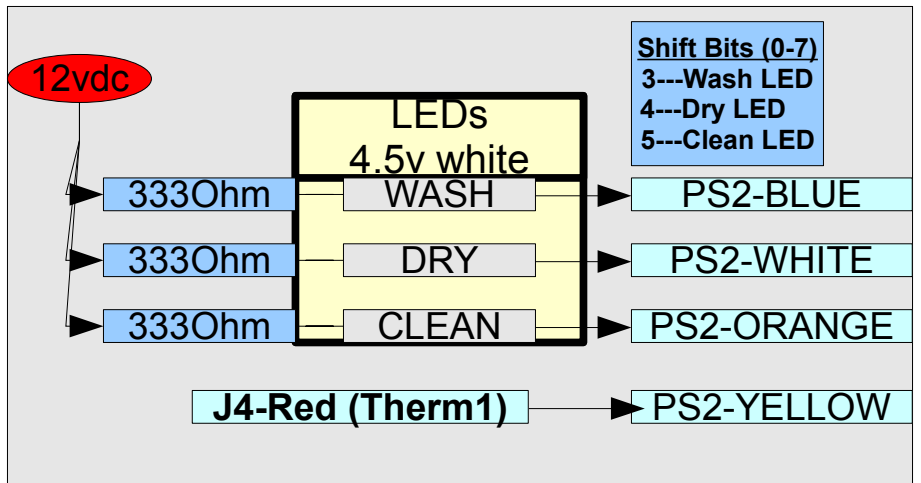 12vdc
Shift Bits (0-7)
3---Wash LED
4---Dry LED
5---Clean LED
LEDs
4.5v white
333Ohm WASH PS2-BLUE
333Ohm DRY PS2-WHITE
333Ohm CLEAN PS2-ORANGE
J4-Red (Therm1) PS2-YELLOW